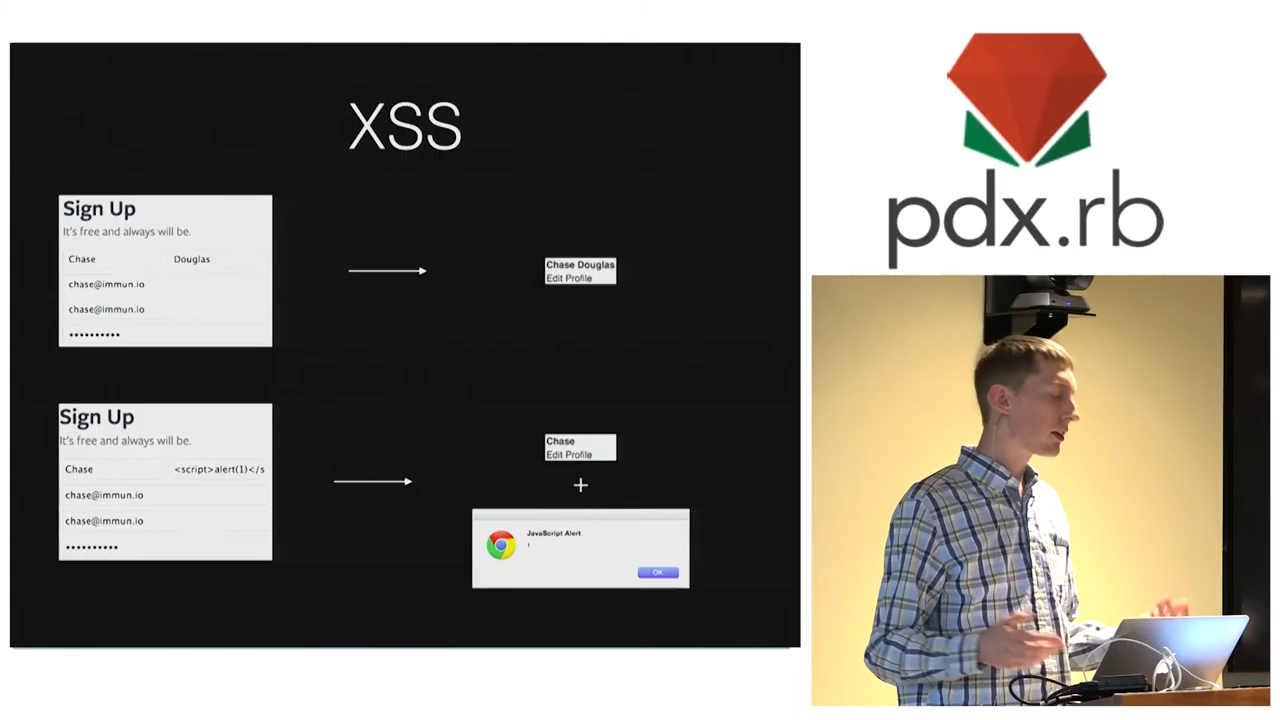 XSS
Sign Up
It's free and always will be.
Chase Douglas
chase@immun.io
chase@immun.io
••••••••••
Chase Douglas
Edit Profile
Sign Up
It's free and always will be.
Chase <script>alert(1)</s
chase@immun.io
chase@immun.io
••••••••••
Chase
Edit Profile
+
JavaScript Alert
1
OK
pdx.rb